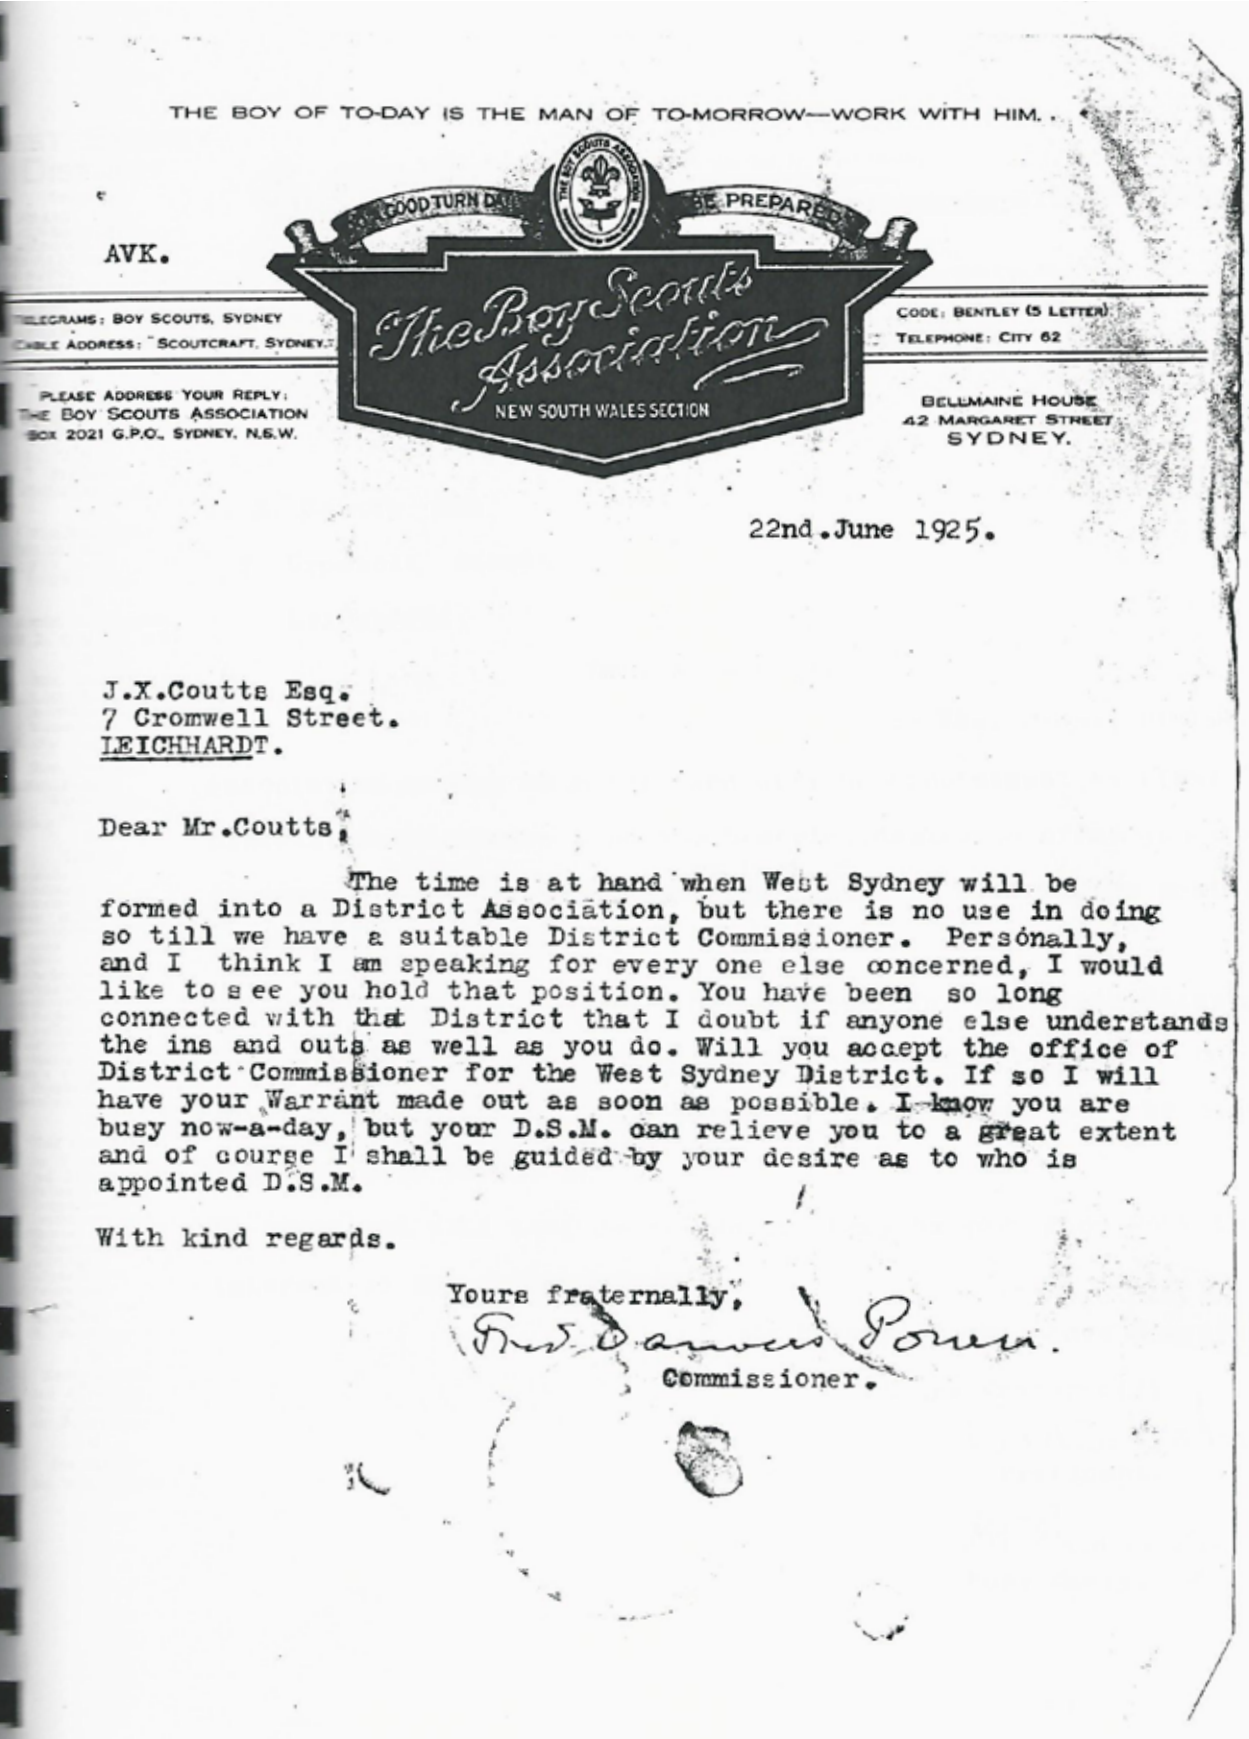 THE BOY OF TO-DAY IS THE MAN OF TO-MORROW—WORK WITH HIM.
THE BOY SCOUTS ASSOCIATION
GOOD TURN DAILY
BE PREPARED
AVK.
The Boy Scouts
Association
NEW SOUTH WALES SECTION
TELEGRAMS: BOY SCOUTS, SYDNEY
CABLE ADDRESS: "SCOUTCRAFT, SYDNEY."
CODE: BENTLEY (5 LETTER)
TELEPHONE: CITY 62
PLEASE ADDRESS YOUR REPLY:
THE BOY SCOUTS ASSOCIATION
BOX 2021 G.P.O., SYDNEY, N.S.W.
BELLMAINE HOUSE
42 MARGARET STREET
SYDNEY.
22nd.June 1925.
J.X.Coutts Esq.
7 Cromwell Street.
LEICHHARDT.
Dear Mr.Coutts,
The time is at hand when West Sydney will be
formed into a District Association, but there is no use in doing
so till we have a suitable District Commissioner. Personally,
and I think I am speaking for every one else concerned, I would
like to see you hold that position. You have been so long
connected with that District that I doubt if anyone else understands
the ins and outs as well as you do. Will you accept the office of
District Commissioner for the West Sydney District. If so I will
have your Warrant made out as soon as possible. I know you are
busy now-a-day, but your D.S.M. can relieve you to a great extent
and of course I shall be guided by your desire as to who is
appointed D.S.M.
With kind regards.
Yours fraternally,
Fred Danvers Power.
Commissioner.